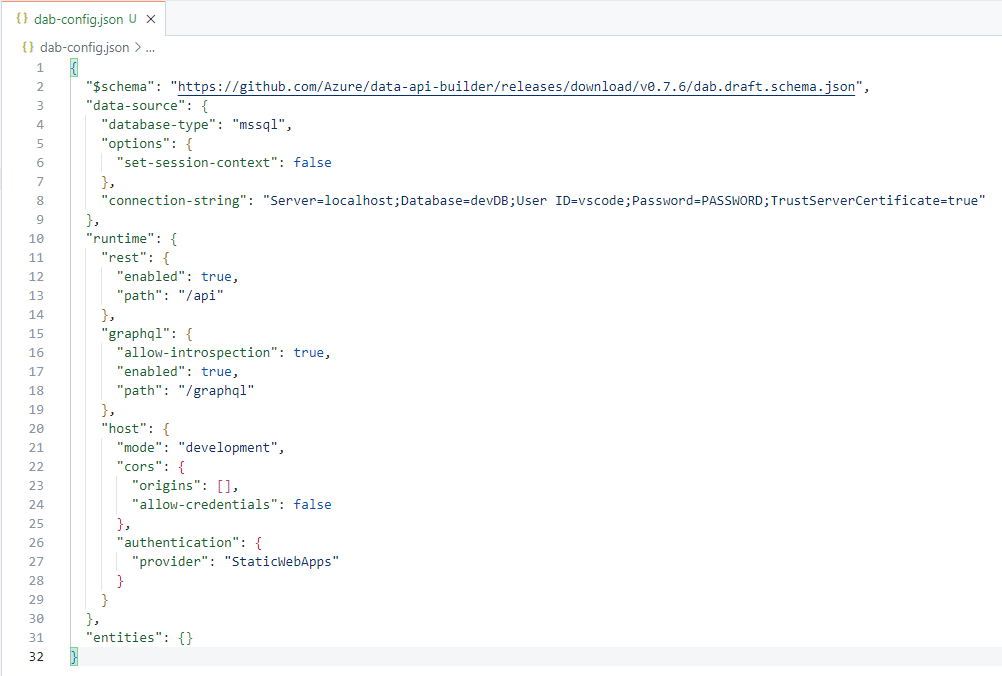 {} dab-config.json U ×
{} dab-config.json > ...
1 {
2   "$schema": "https://github.com/Azure/data-api-builder/releases/download/v0.7.6/dab.draft.schema.json",
3   "data-source": {
4     "database-type": "mssql",
5     "options": {
6       "set-session-context": false
7     },
8     "connection-string": "Server=localhost;Database=devDB;User ID=vscode;Password=PASSWORD;TrustServerCertificate=true"
9   },
10   "runtime": {
11     "rest": {
12       "enabled": true,
13       "path": "/api"
14     },
15     "graphql": {
16       "allow-introspection": true,
17       "enabled": true,
18       "path": "/graphql"
19     },
20     "host": {
21       "mode": "development",
22       "cors": {
23         "origins": [],
24         "allow-credentials": false
25       },
26       "authentication": {
27         "provider": "StaticWebApps"
28       }
29     }
30   },
31   "entities": {}
32 }